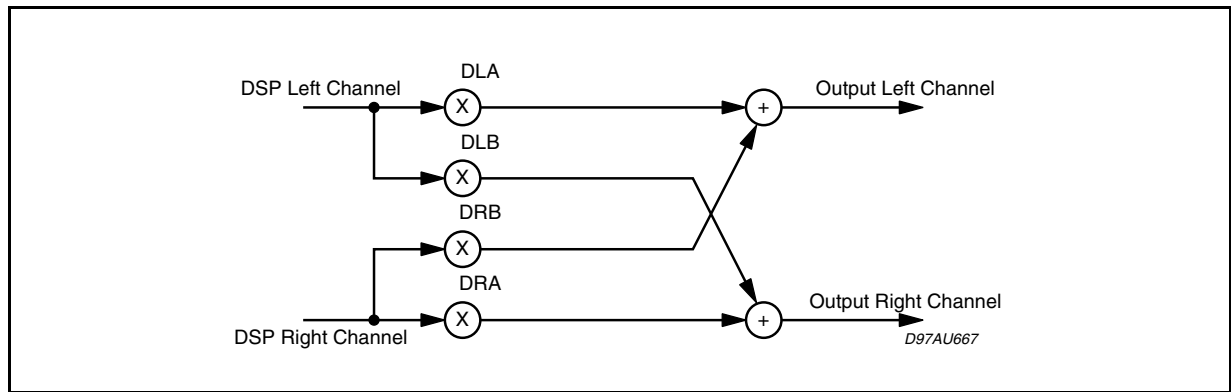 DLA
DSP Left Channel
Output Left Channel
X
+
DLB
X
DRB
X
DRA
Output Right Channel
X
+
DSP Right Channel
D97AU667